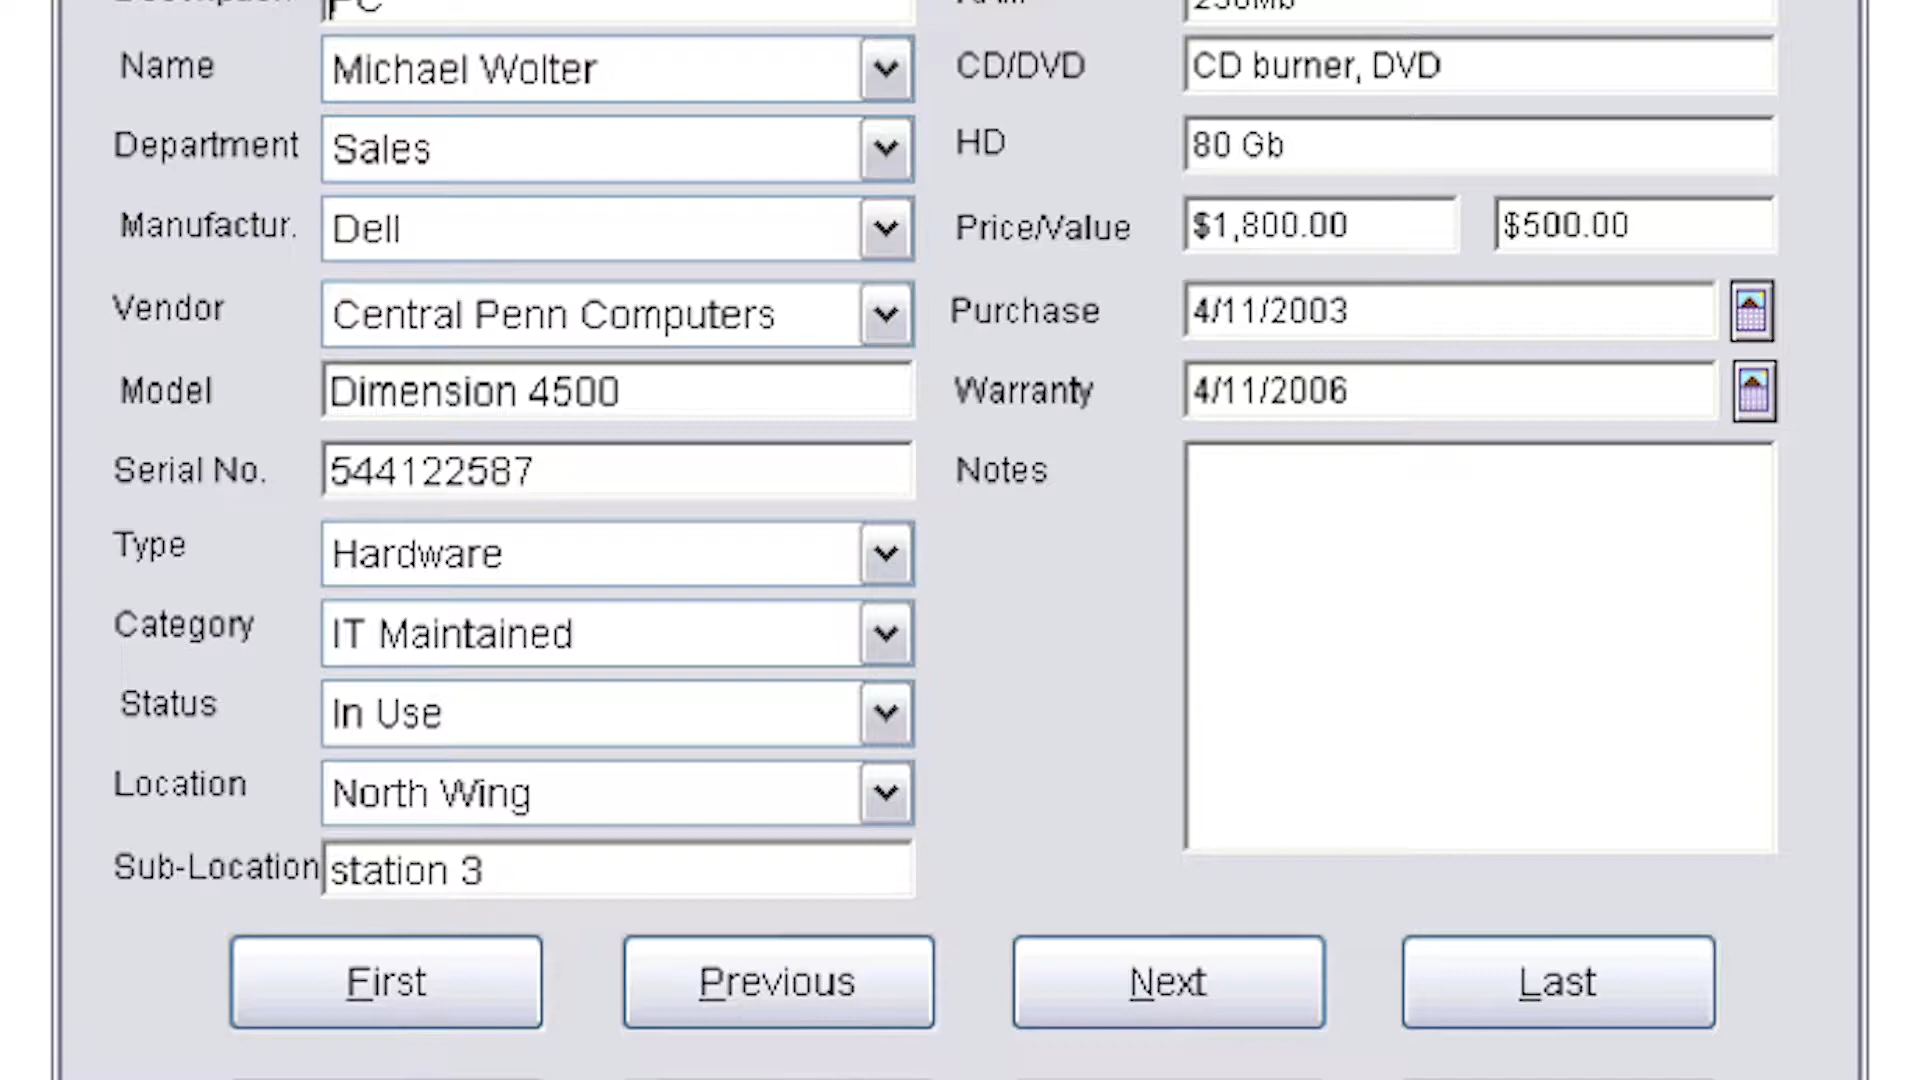 Description PC
Name Michael Wolter
Department Sales
Manufactur. Dell
Vendor Central Penn Computers
Model Dimension 4500
Serial No. 544122587
Type Hardware
Category IT Maintained
Status In Use
Location North Wing
Sub-Location station 3
CD/DVD CD burner, DVD
HD 80 Gb
Price/Value $1,800.00 $500.00
Purchase 4/11/2003
Warranty 4/11/2006
Notes
First Previous Next Last